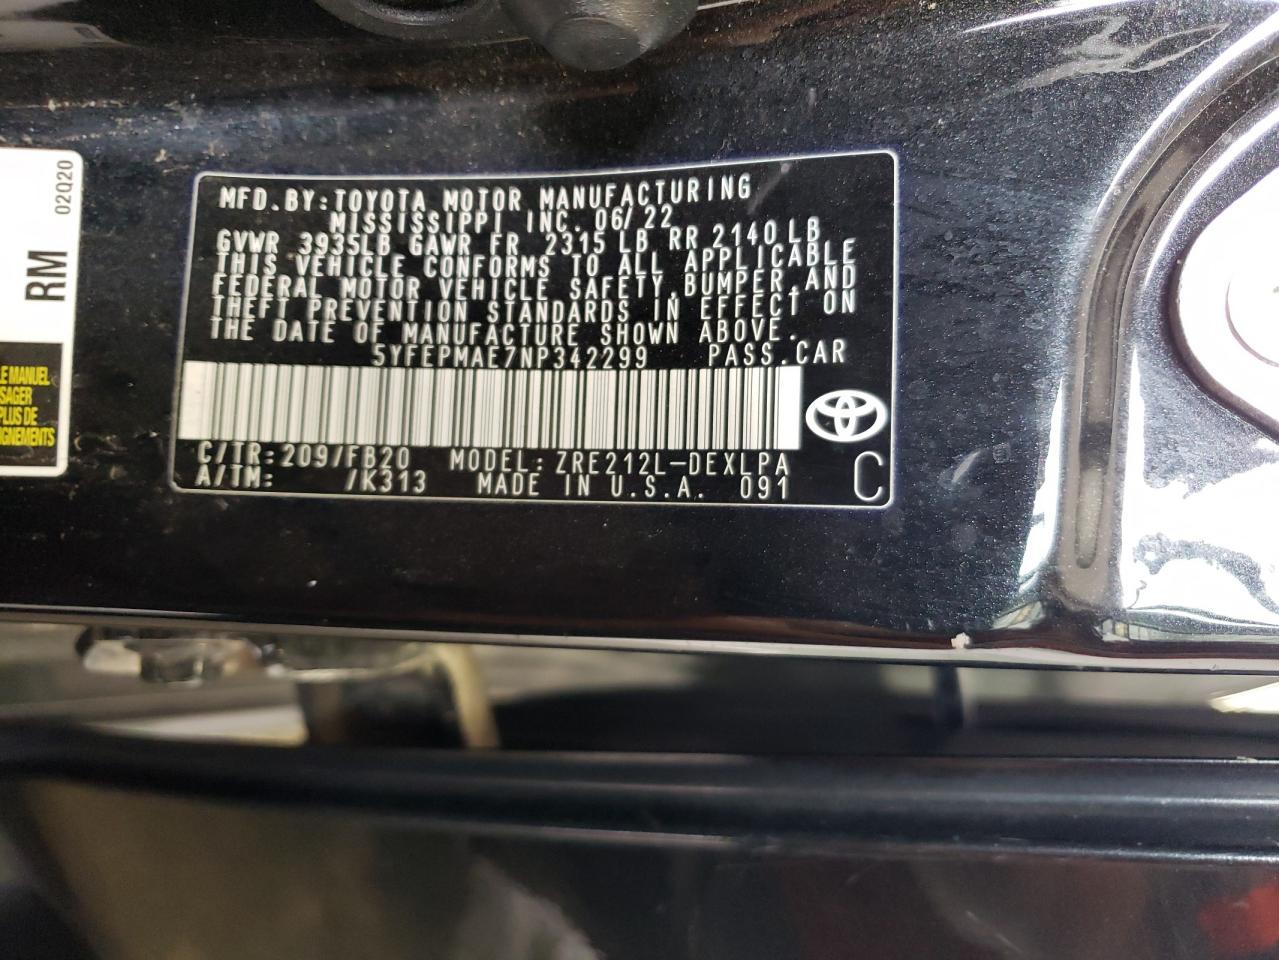 02Q20
RM
LE MANUEL
SAGER
PLUS DE
IGNEMENTS
MFD.BY:TOYOTA MOTOR MANUFACTURING
MISSISSIPPI INC. 06/22
GVWR 3935LB GAWR FR 2315 LB RR 2140LB
THIS VEHICLE CONFORMS TO ALL APPLICABLE
FEDERAL MOTOR VEHICLE SAFETY,BUMPER,AND
THEFT PREVENTION STANDARDS IN EFFECT ON
THE DATE OF MANUFACTURE SHOWN ABOVE.
5YFEPMAE7NP342299 PASS.CAR
C/TR:209/FB20 MODEL:ZRE212L-DEXLPA
A/TM: /K313 MADE IN U.S.A. 091 C